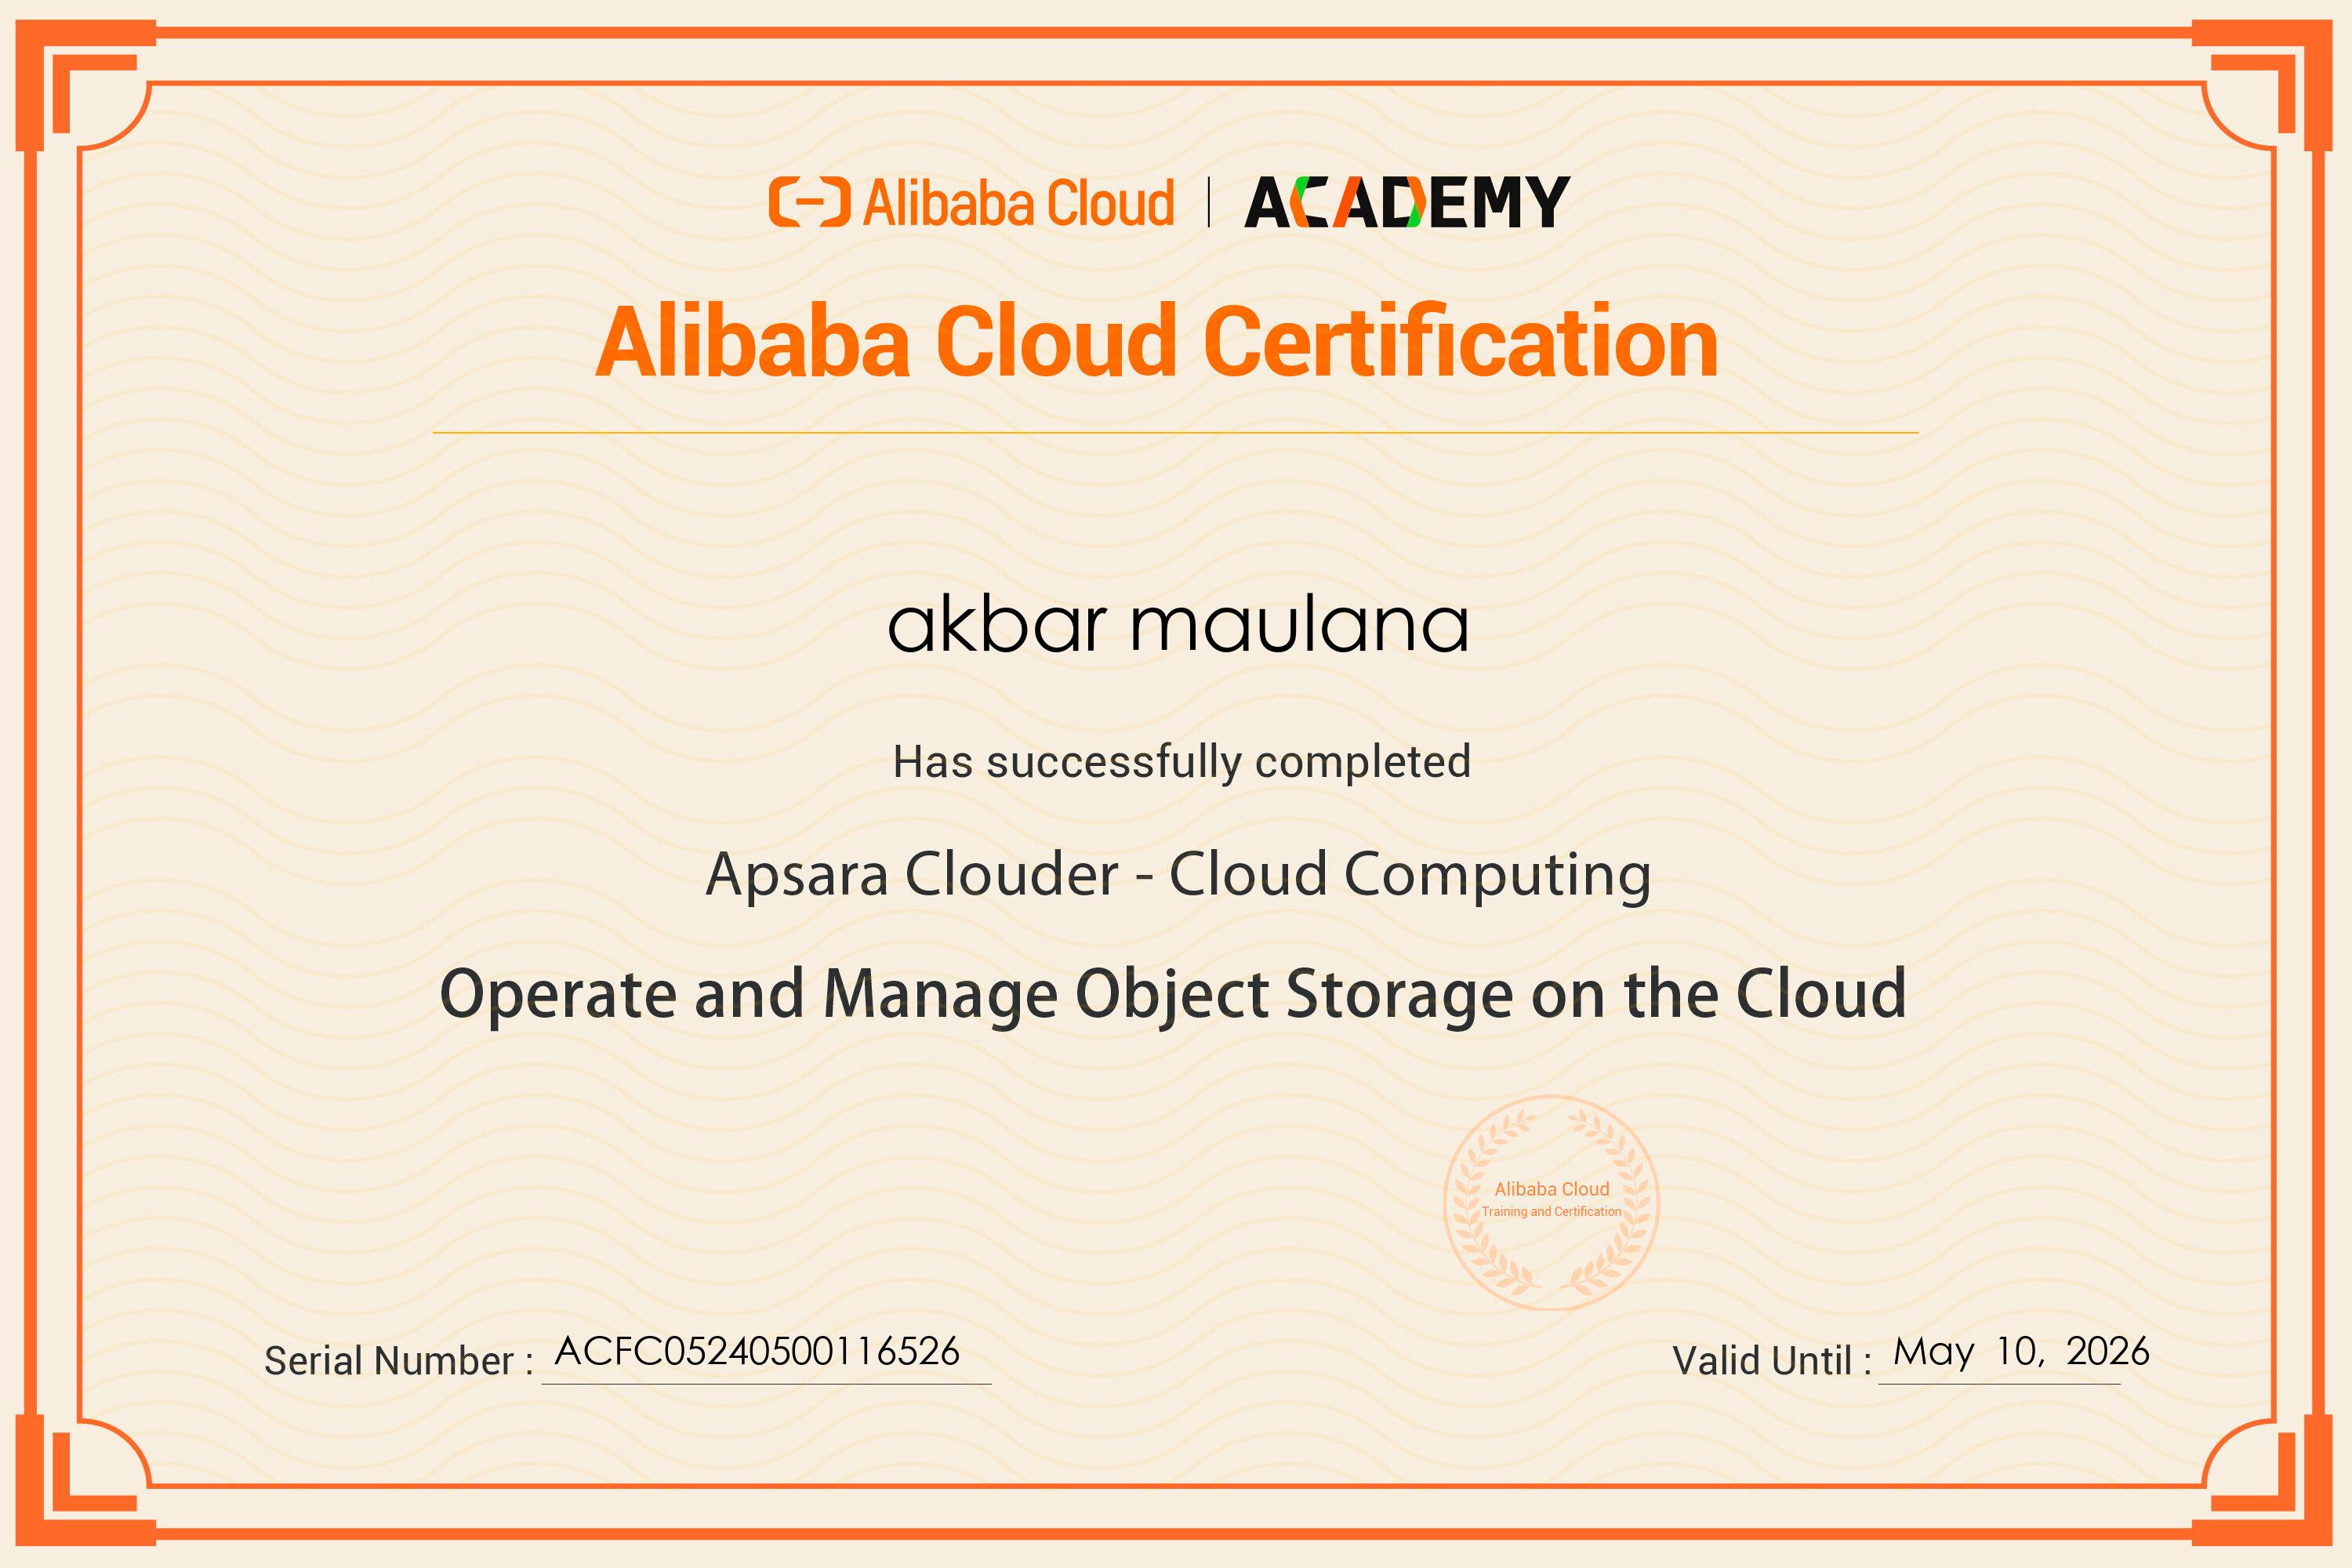 Alibaba Cloud | ACADEMY
Alibaba Cloud Certification
akbar maulana
Has successfully completed
Apsara Clouder - Cloud Computing
Operate and Manage Object Storage on the Cloud
Alibaba Cloud
Training and Certification
Serial Number : ACFC05240500116526
Valid Until : May 10, 2026